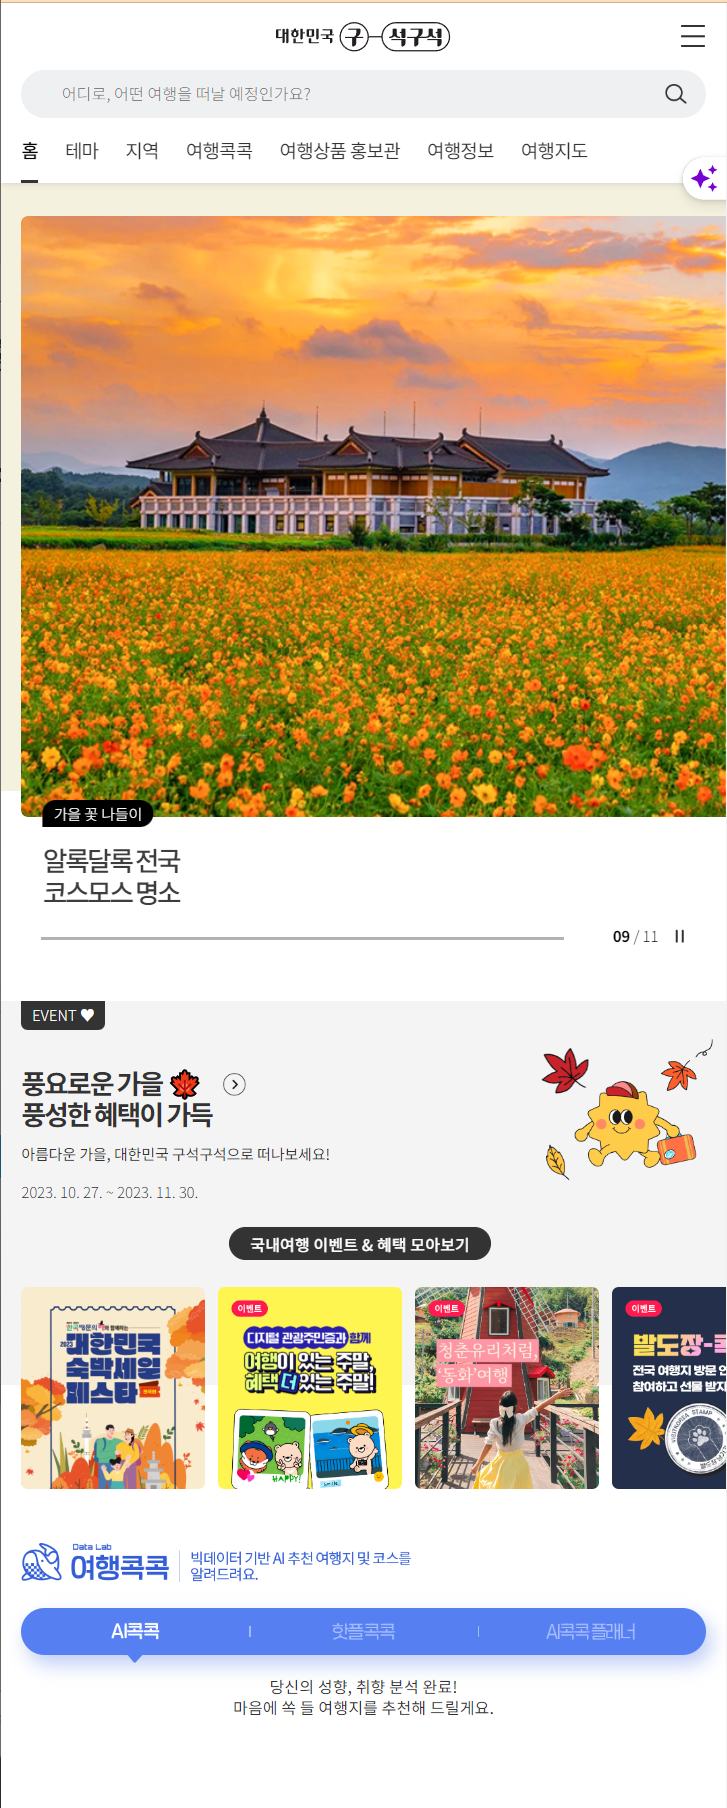 대한민국 구석구석
어디로, 어떤 여행을 떠날 예정인가요?
홈 테마 지역 여행콕콕 여행상품 홍보관 여행정보 여행지도
가을 꽃 나들이
알록달록 전국
코스모스 명소
09 / 11
EVENT ♥
풍요로운 가을
풍성한 혜택이 가득
아름다운 가을, 대한민국 구석구석으로 떠나보세요!
2023. 10. 27. ~ 2023. 11. 30.
국내여행 이벤트 & 혜택 모아보기
2023 대한민국
숙박세일
페스타
이벤트
디지털 관광주민증과 함께
여행이 있는 주말,
혜택 더 있는 주말!
HAPPY!
이벤트
청춘유리처럼,
'동화'여행
이벤트
발도장-
전국 여행지 방문
참여하고 선물 받자
Data Lab
여행콕콕
빅데이터 기반 AI 추천 여행지 및 코스를
알려드려요.
AI콕콕 핫플콕콕 AI콕콕 플래너
당신의 성향, 취향 분석 완료!
마음에 쏙 들 여행지를 추천해 드릴게요.